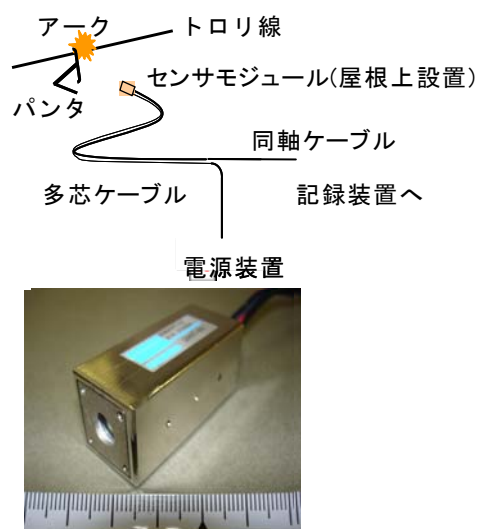 アーク
トロリ線
センサモジュール(屋根上設置)
パンタ
同軸ケーブル
多芯ケーブル
記録装置へ
電源装置